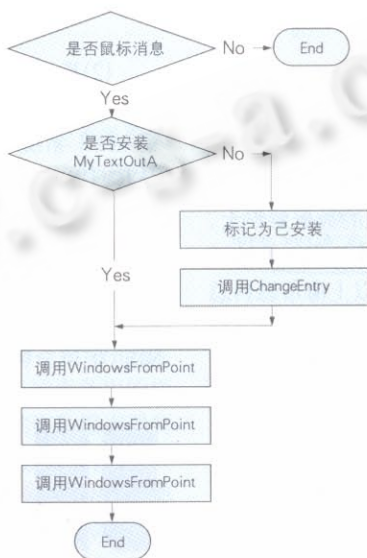 是否鼠标消息
No
End
Yes
是否安装
MyTextOutA
No
标记为己安装
调用ChangeEntry
Yes
调用WindowsFromPoint
调用WindowsFromPoint
调用WindowsFromPoint
End